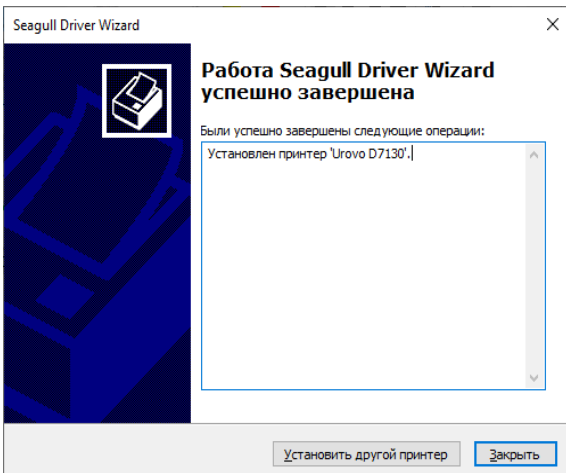 Seagull Driver Wizard
Работа Seagull Driver Wizard
успешно завершена
Были успешно завершены следующие операции:
Установлен принтер 'Urovo D7130'.
Установить другой принтер
Закрыть